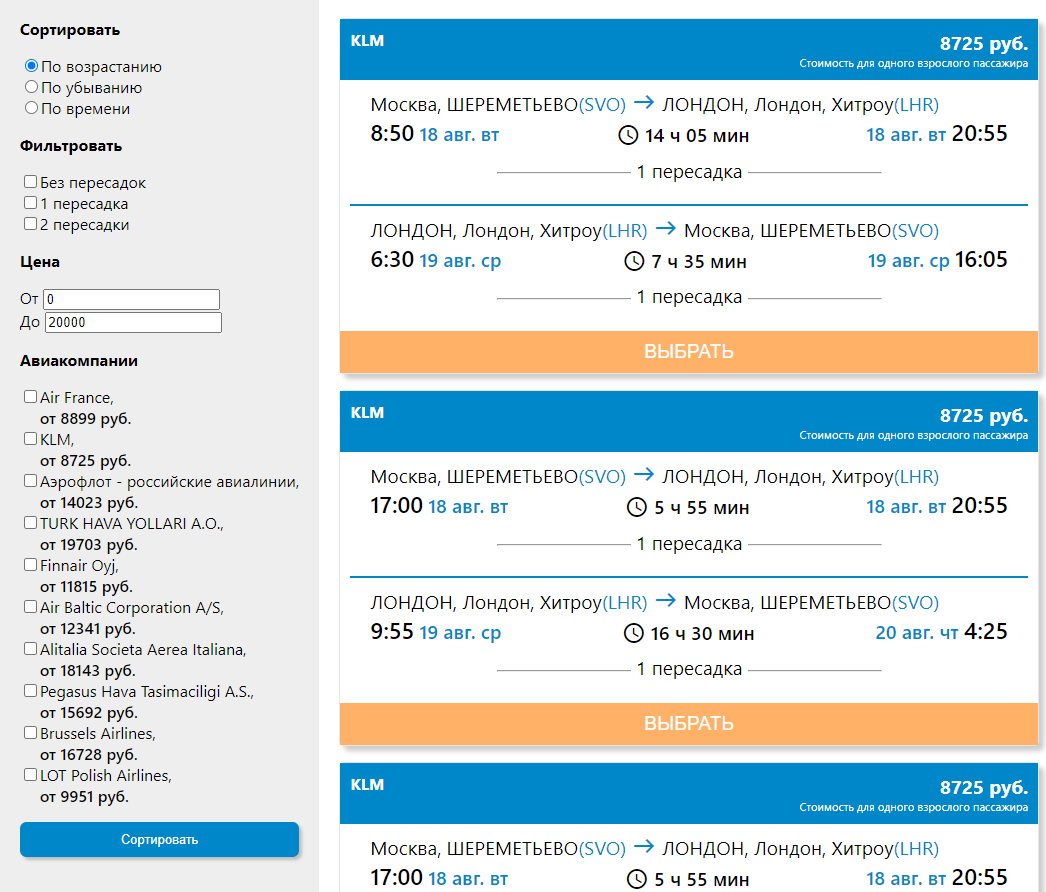 Сортировать
По возрастанию
По убыванию
По времени
Фильтровать
Без пересадок
1 пересадка
2 пересадки
Цена
От 0
До 20000
Авиакомпании
Air France,
от 8899 руб.
KLM,
от 8725 руб.
Аэрофлот - российские авиалинии,
от 14023 руб.
TURK HAVA YOLLARI A.O.,
от 19703 руб.
Finnair Oyj,
от 11815 руб.
Air Baltic Corporation A/S,
от 12341 руб.
Alitalia Societa Aerea Italiana,
от 18143 руб.
Pegasus Hava Tasimaciligi A.S.,
от 15692 руб.
Brussels Airlines,
от 16728 руб.
LOT Polish Airlines,
от 9951 руб.
Сортировать
KLM 8725 руб.
Стоимость для одного взрослого пассажира
Москва, ШЕРЕМЕТЬЕВО(SVO) → ЛОНДОН, Лондон, Хитроу(LHR)
8:50 18 авг. вт 14 ч 05 мин 18 авг. вт 20:55
1 пересадка
ЛОНДОН, Лондон, Хитроу(LHR) → Москва, ШЕРЕМЕТЬЕВО(SVO)
6:30 19 авг. ср 7 ч 35 мин 19 авг. ср 16:05
1 пересадка
ВЫБРАТЬ
KLM 8725 руб.
Стоимость для одного взрослого пассажира
Москва, ШЕРЕМЕТЬЕВО(SVO) → ЛОНДОН, Лондон, Хитроу(LHR)
17:00 18 авг. вт 5 ч 55 мин 18 авг. вт 20:55
1 пересадка
ЛОНДОН, Лондон, Хитроу(LHR) → Москва, ШЕРЕМЕТЬЕВО(SVO)
9:55 19 авг. ср 16 ч 30 мин 20 авг. чт 4:25
1 пересадка
ВЫБРАТЬ
KLM 8725 руб.
Стоимость для одного взрослого пассажира
Москва, ШЕРЕМЕТЬЕВО(SVO) → ЛОНДОН, Лондон, Хитроу(LHR)
17:00 18 авг. вт 5 ч 55 мин 18 авг. вт 20:55